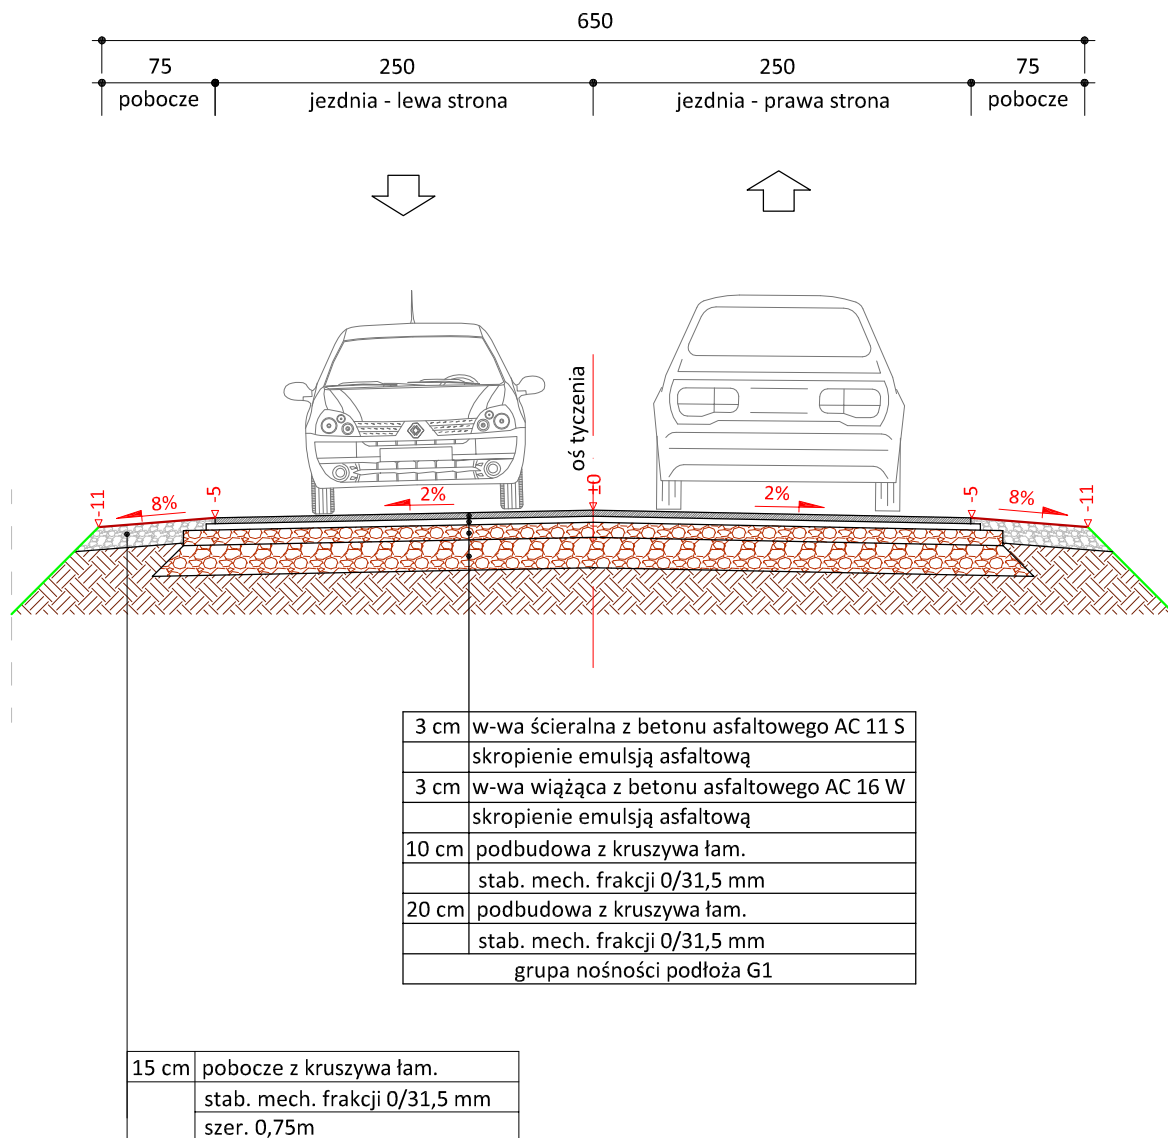 650
75 250 250 75
pobocze jezdnia - lewa strona jezdnia - prawa strona pobocze
oś tyczenia
-11 8% -5 2% ±0 2% -5 8% -11
3 cm w-wa ścieralna z betonu asfaltowego AC 11 S
skropienie emulsją asfaltową
3 cm w-wa wiążąca z betonu asfaltowego AC 16 W
skropienie emulsją asfaltową
10 cm podbudowa z kruszywa łam.
stab. mech. frakcji 0/31,5 mm
20 cm podbudowa z kruszywa łam.
stab. mech. frakcji 0/31,5 mm
grupa nośności podłoża G1
15 cm pobocze z kruszywa łam.
stab. mech. frakcji 0/31,5 mm
szer. 0,75m